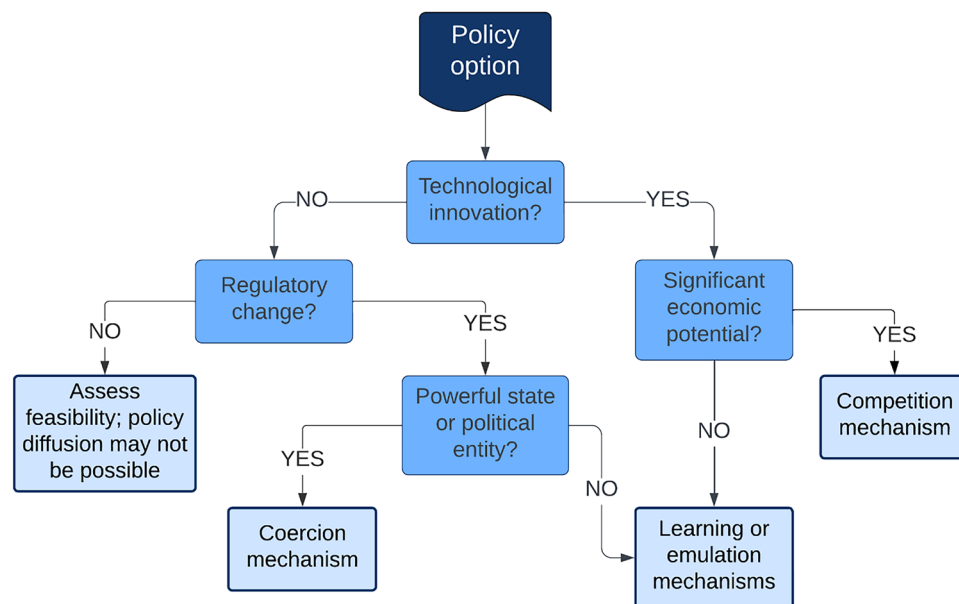 Policy
option
Technological
innovation?
NO
YES
Regulatory
change?
Significant
economic
potential?
NO
YES
YES
Assess
feasibility; policy
diffusion may not
be possible
Powerful state
or political
entity?
Competition
mechanism
NO
YES
NO
Coercion
mechanism
Learning or
emulation
mechanisms